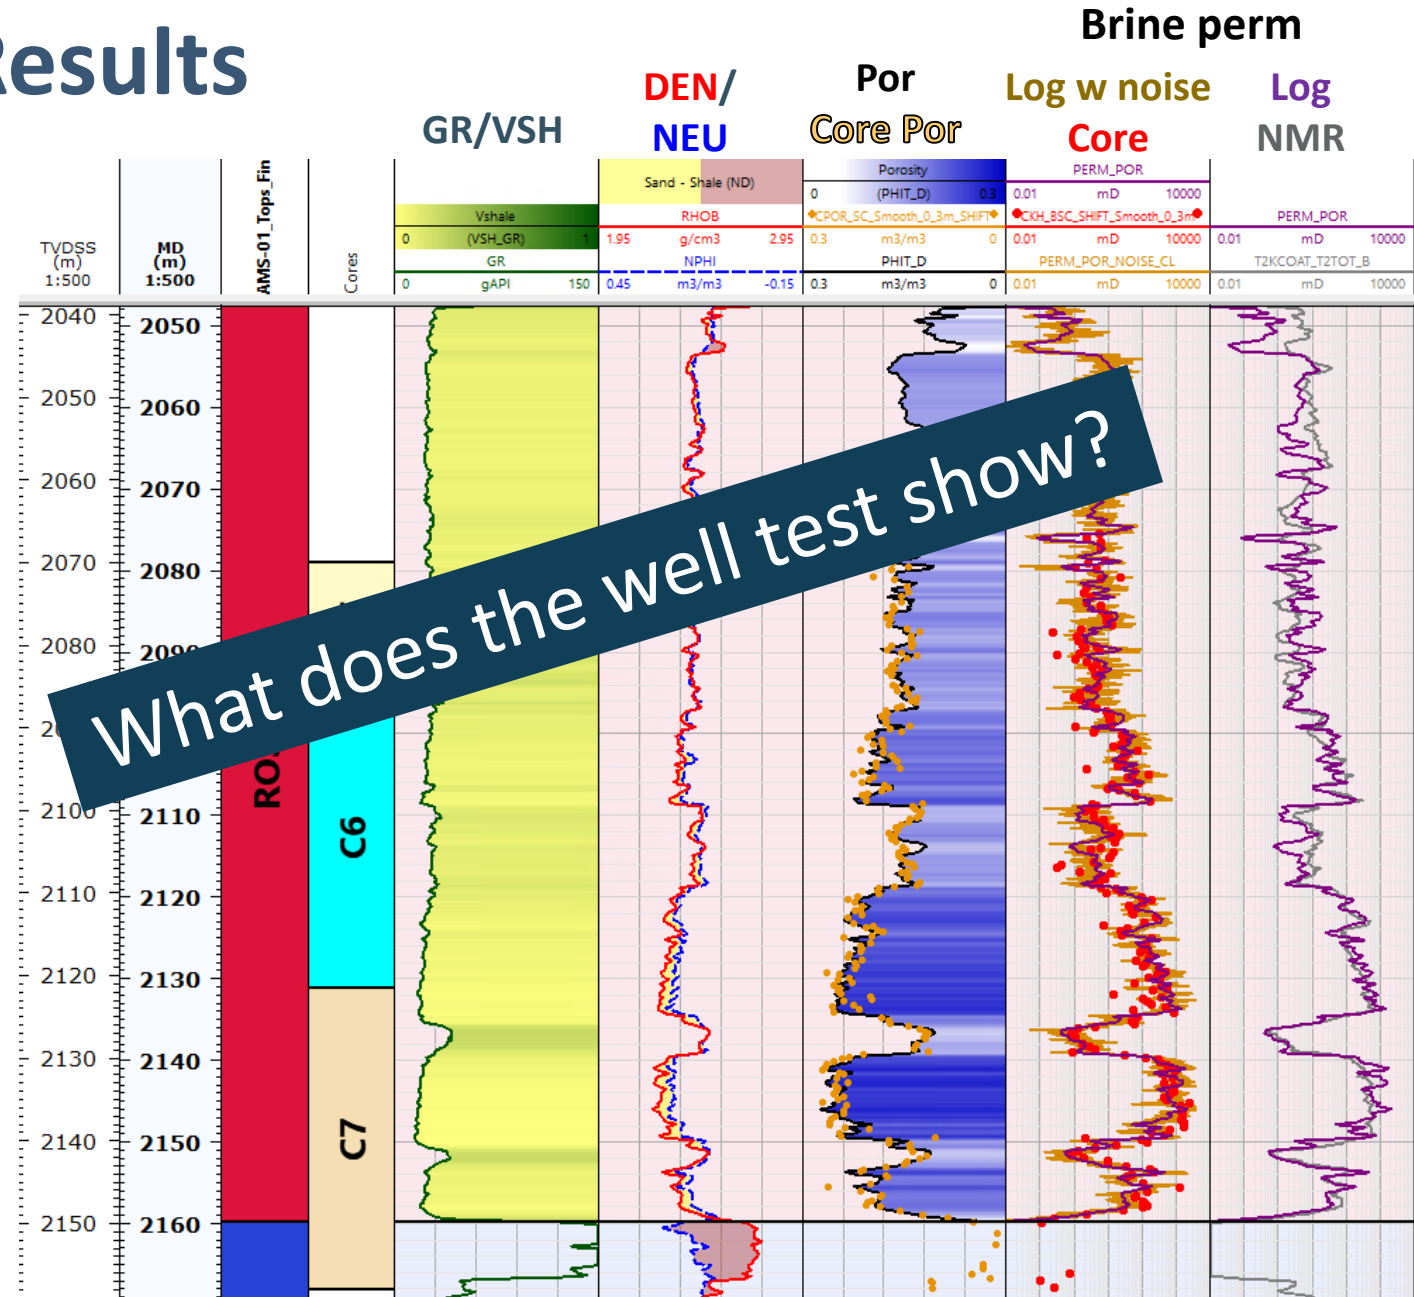 Results
Brine perm
GR/VSH
DEN/
NEU
Por
Core Por
Log w noise
Core
Log
NMR
TVDSS
(m)
1:500
MD
(m)
1:500
AMS-01_Tops_Fin
Cores
Vshale
0 (VSH_GR) 1
GR
0 gAPI 150
Sand - Shale (ND)
RHOB
1.95 g/cm3 2.95
NPHI
0.45 m3/m3 -0.15
Porosity
0 (PHIT_D) 0.3
CPOR_SC_Smooth_0_3m_SHIFT
0.3 m3/m3 0
PHIT_D
0.3 m3/m3 0
PERM_POR
0.01 mD 10000
CKH_BSC_SHIFT_Smooth_0_3m
0.01 mD 10000
PERM_POR_NOISE_CL
0.01 mD 10000
PERM_POR
0.01 mD 10000
T2KCOAT_T2TOT_B
0.01 mD 10000
2040
2050
2050
2060
2060
2070
2070
2080
2080
2090
20
2100
2110
2110
2120
2120
2130
2130
2140
2140
2150
2150
2160
RO
C6
C7
What does the well test show?